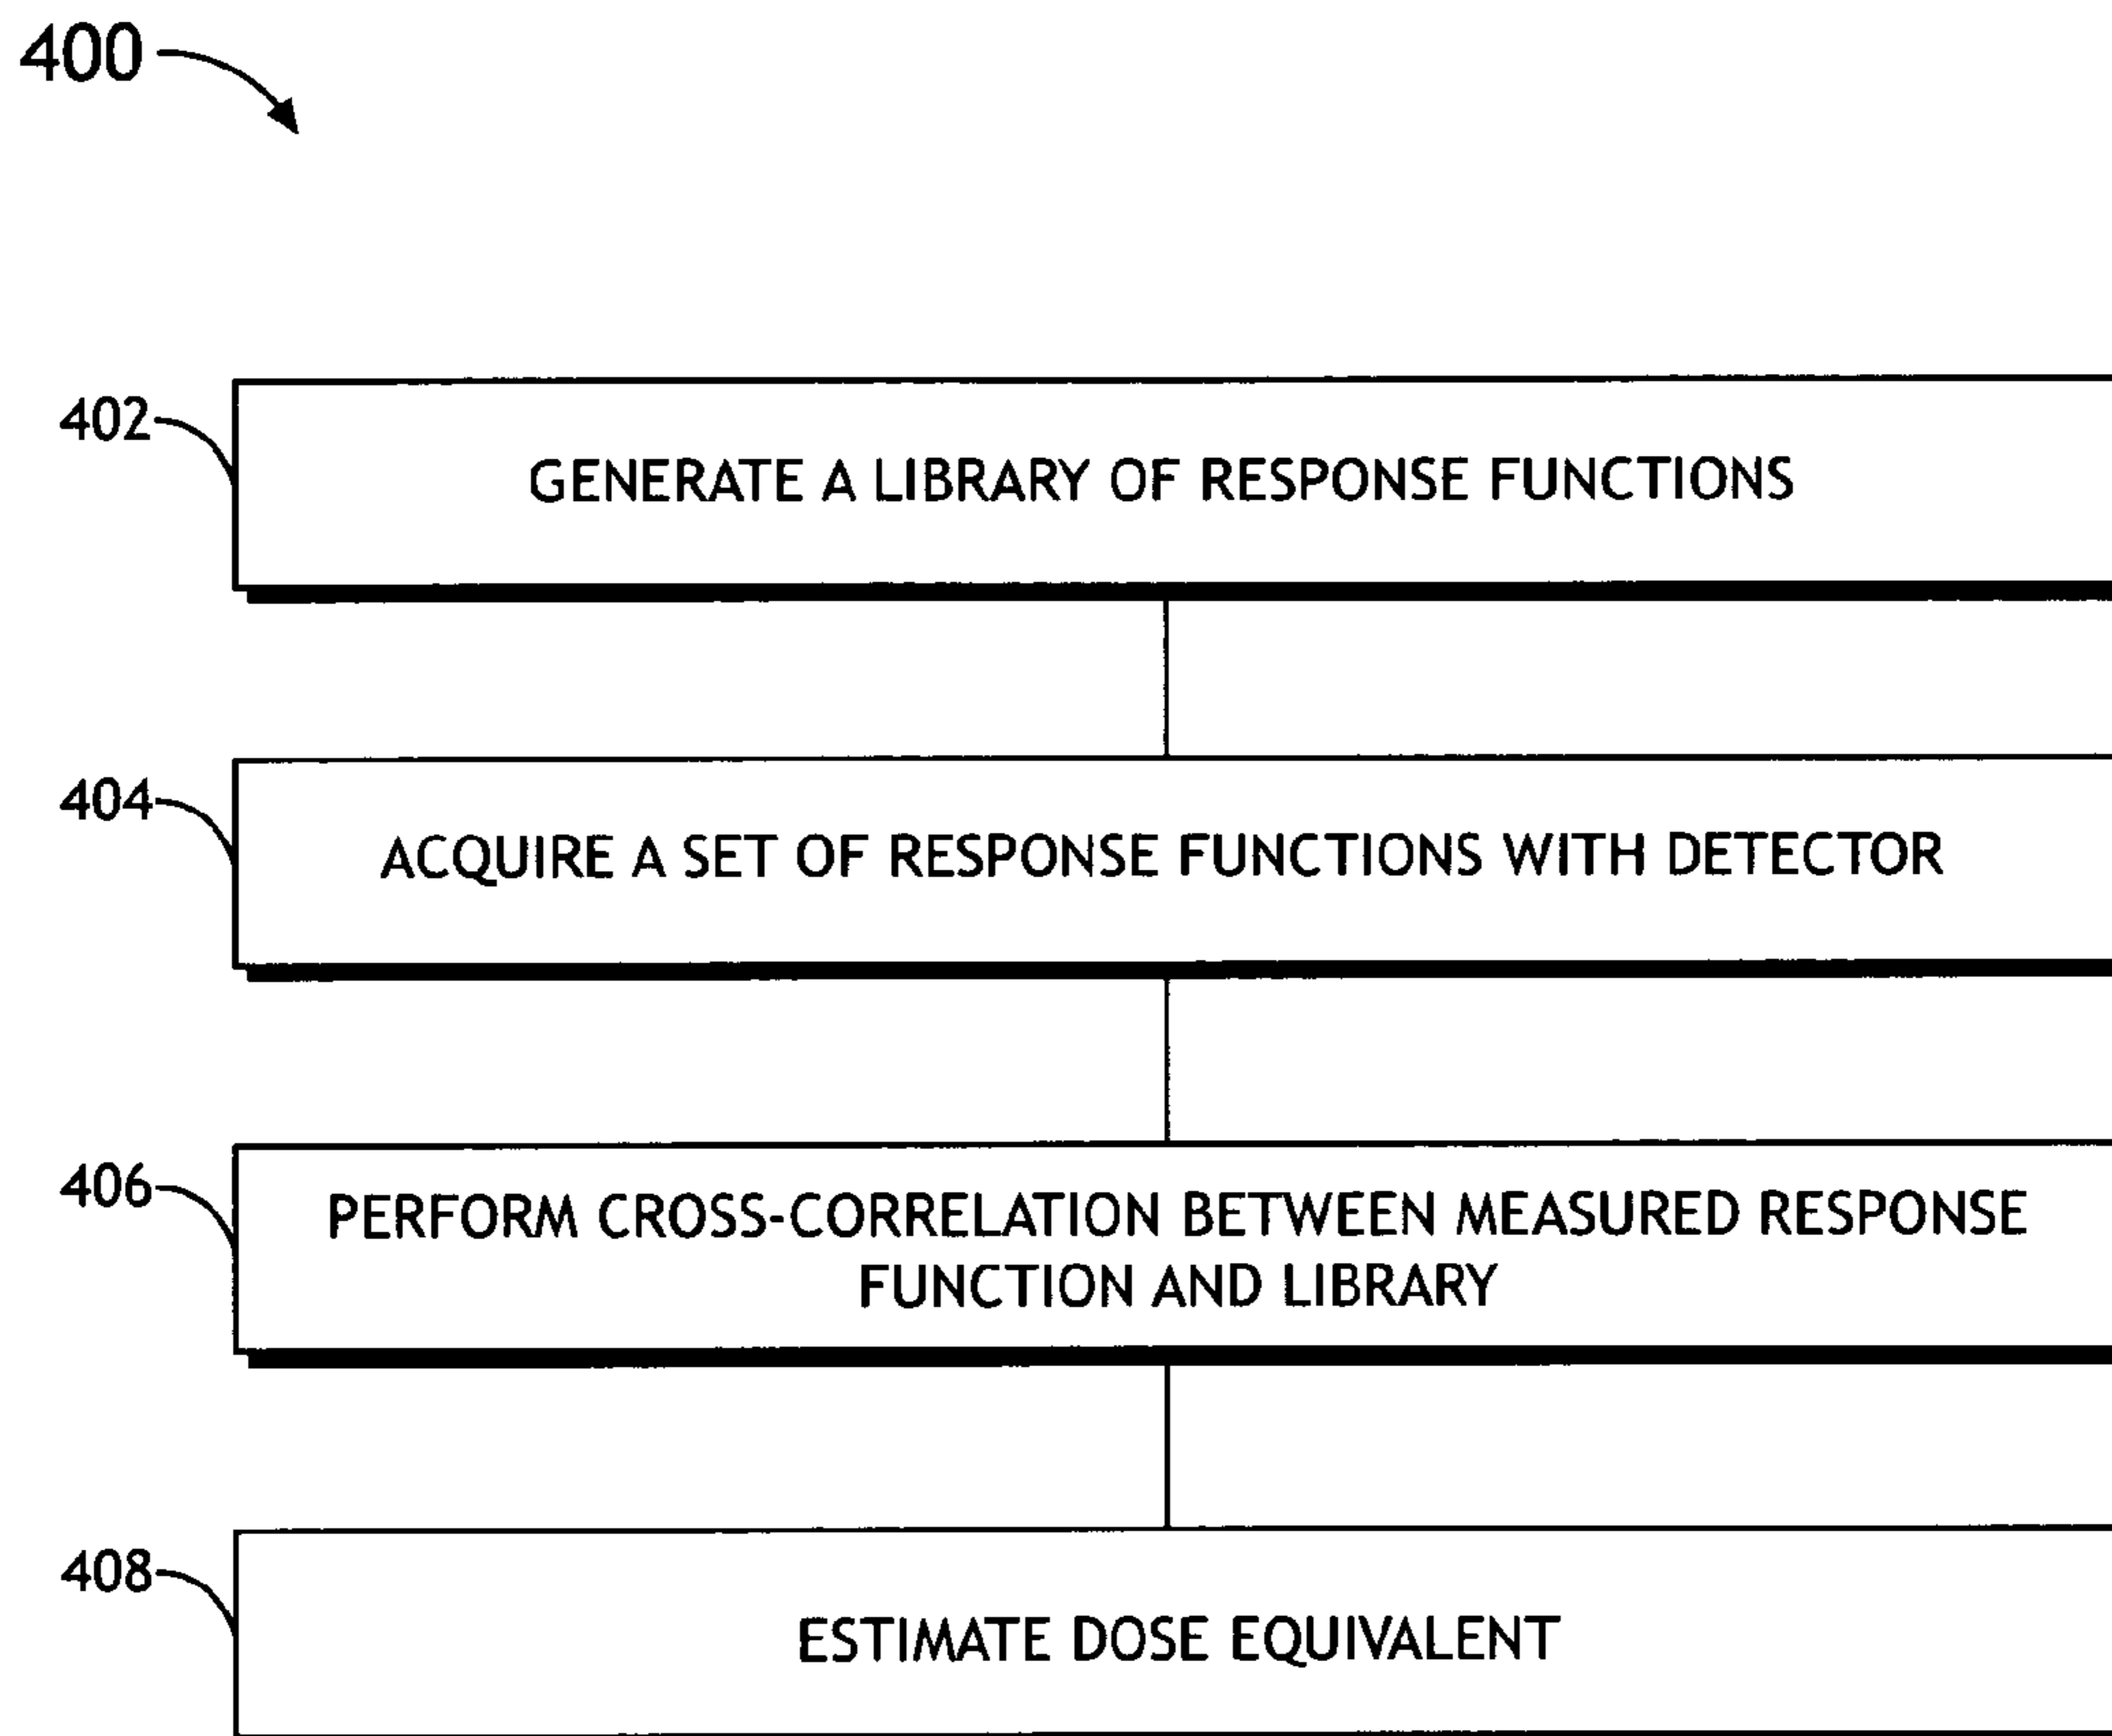 400
402
GENERATE A LIBRARY OF RESPONSE FUNCTIONS
404
ACQUIRE A SET OF RESPONSE FUNCTIONS WITH DETECTOR
406
PERFORM CROSS-CORRELATION BETWEEN MEASURED RESPONSE
FUNCTION AND LIBRARY
408
ESTIMATE DOSE EQUIVALENT